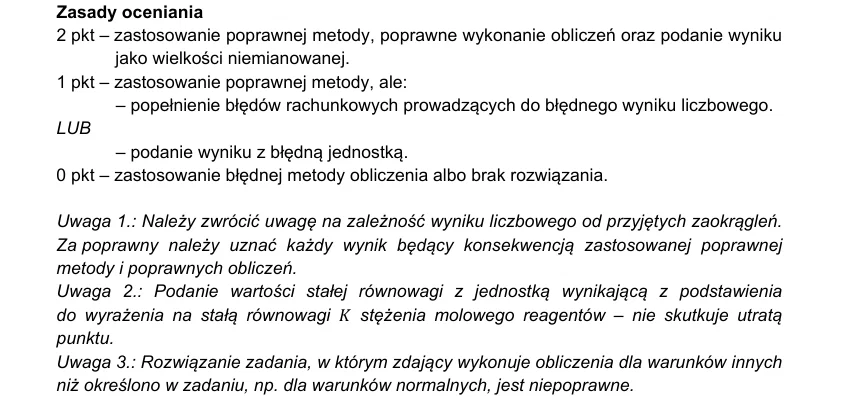 Zasady oceniania
2 pkt – zastosowanie poprawnej metody, poprawne wykonanie obliczeń oraz podanie wyniku
jako wielkości niemianowanej.
1 pkt – zastosowanie poprawnej metody, ale:
– popełnienie błędów rachunkowych prowadzących do błędnego wyniku liczbowego.
LUB
– podanie wyniku z błędną jednostką.
0 pkt – zastosowanie błędnej metody obliczenia albo brak rozwiązania.
Uwaga 1.: Należy zwrócić uwagę na zależność wyniku liczbowego od przyjętych zaokrągleń.
Za poprawny należy uznać każdy wynik będący konsekwencją zastosowanej poprawnej
metody i poprawnych obliczeń.
Uwaga 2.: Podanie wartości stałej równowagi z jednostką wynikającą z podstawienia
do wyrażenia na stałą równowagi K stężenia molowego reagentów – nie skutkuje utratą
punktu.
Uwaga 3.: Rozwiązanie zadania, w którym zdający wykonuje obliczenia dla warunków innych
niż określono w zadaniu, np. dla warunków normalnych, jest niepoprawne.